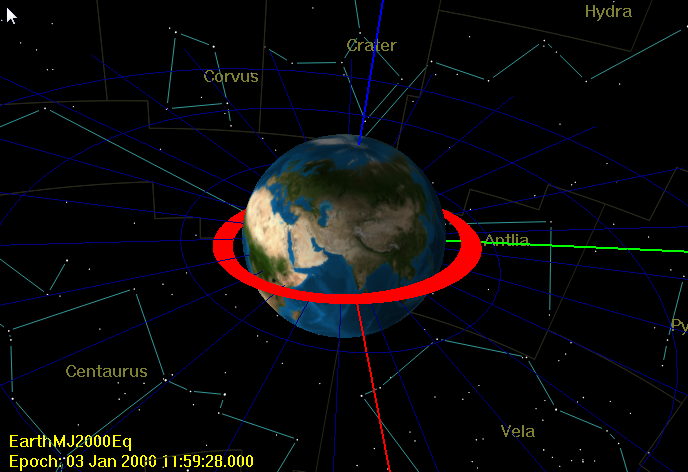 Hydra
Crater
Corvus
Antlia
Py
Centaurus
Vela
EarthMJ2000Eq
Epoch: 03 Jan 2000 11:59:28.000